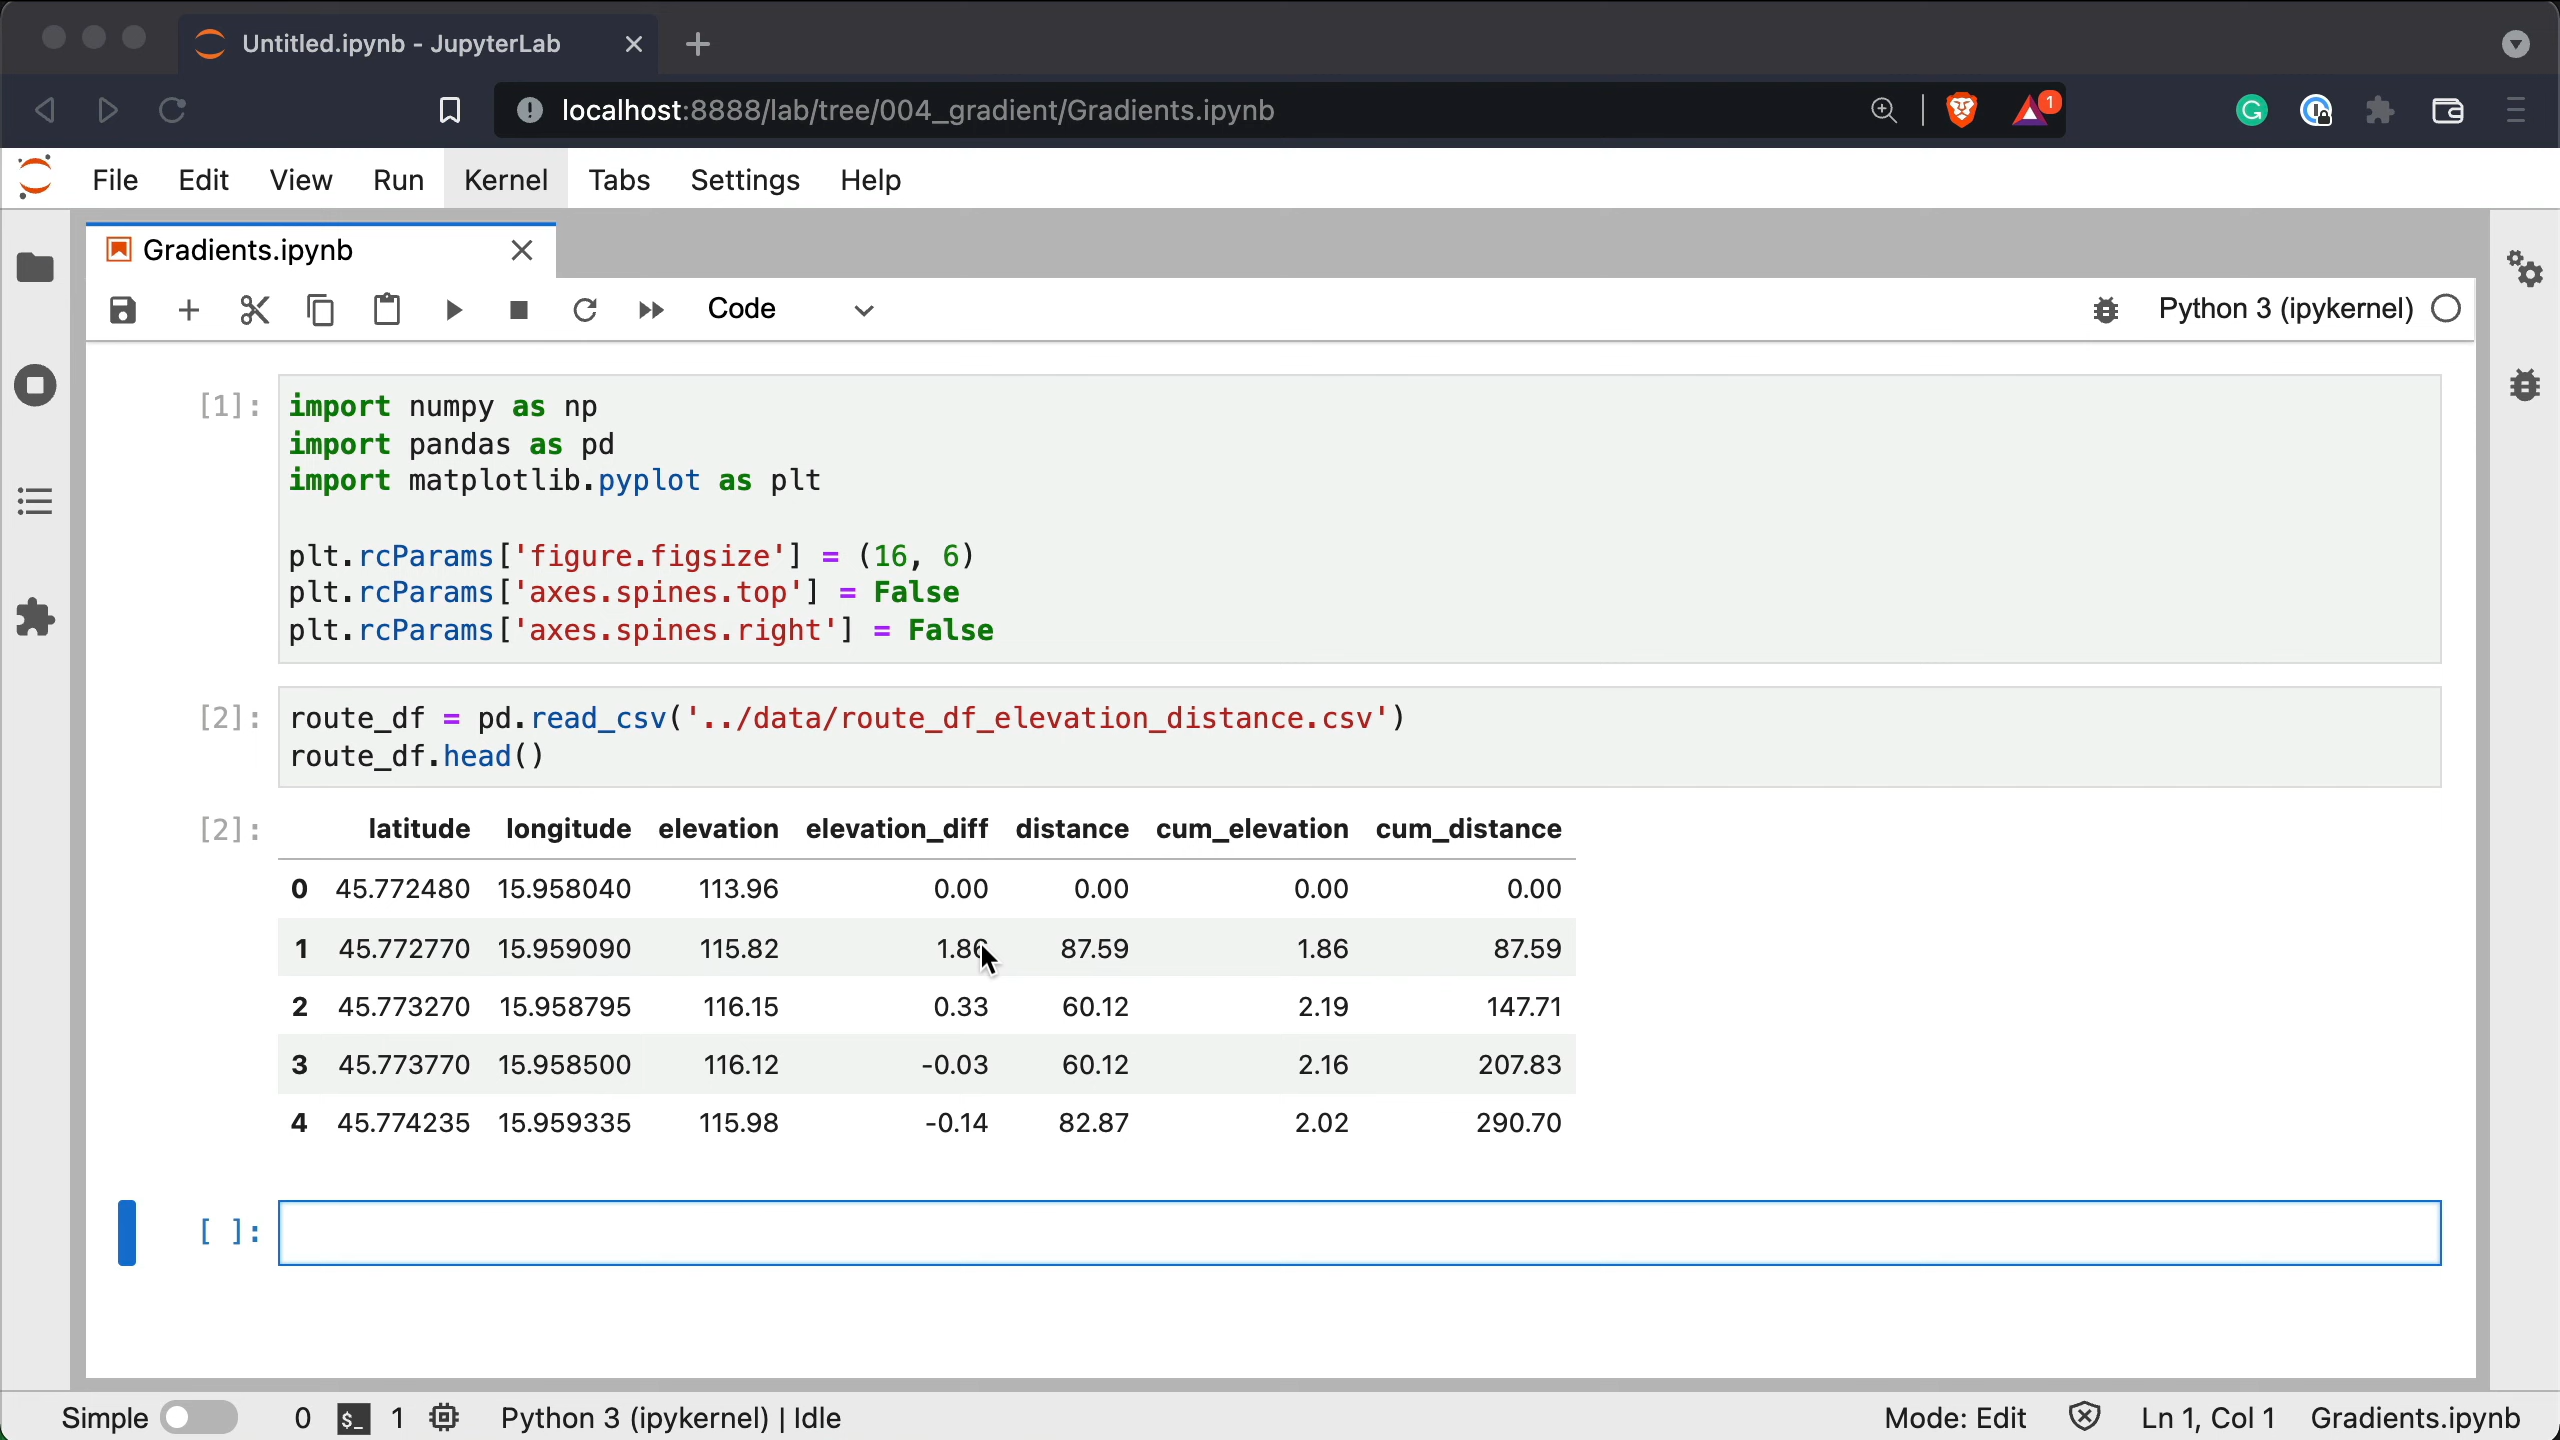 Untitled.ipynb - JupyterLab
localhost:8888/lab/tree/004_gradient/Gradients.ipynb
1
File Edit View Run Kernel Tabs Settings Help
Gradients.ipynb
Code
Python 3 (ipykernel)
[1]:
import numpy as np
import pandas as pd
import matplotlib.pyplot as plt
plt.rcParams['figure.figsize'] = (16, 6)
plt.rcParams['axes.spines.top'] = False
plt.rcParams['axes.spines.right'] = False
[2]:
route_df = pd.read_csv('../data/route_df_elevation_distance.csv')
route_df.head()
[2]:
latitude longitude elevation elevation_diff distance cum_elevation cum_distance
0 45.772480 15.958040 113.96 0.00 0.00 0.00 0.00
1 45.772770 15.959090 115.82 1.86 87.59 1.86 87.59
2 45.773270 15.958795 116.15 0.33 60.12 2.19 147.71
3 45.773770 15.958500 116.12 -0.03 60.12 2.16 207.83
4 45.774235 15.959335 115.98 -0.14 82.87 2.02 290.70
[ ]:
Simple 0 $_ 1 Python 3 (ipykernel) | Idle Mode: Edit Ln 1, Col 1 Gradients.ipynb